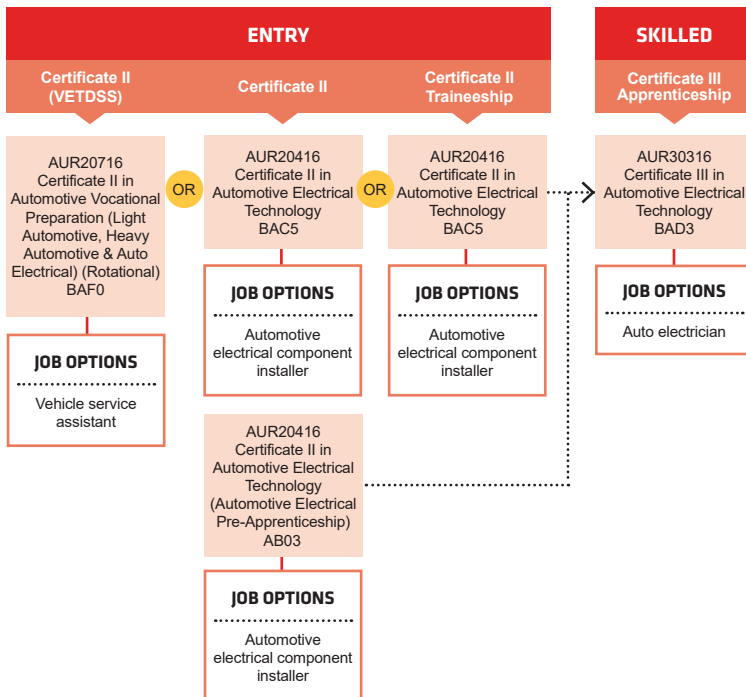 ENTRY
SKILLED
Certificate II
(VETDSS)
Certificate II
Certificate II
Traineeship
Certificate III
Apprenticeship
AUR20716
Certificate II in
Automotive Vocational
Preparation (Light
Automotive, Heavy
Automotive & Auto
Electrical) (Rotational)
BAF0
JOB OPTIONS
Vehicle service
assistant
OR
AUR20416
Certificate II in
Automotive Electrical
Technology
BAC5
JOB OPTIONS
Automotive
electrical component
installer
AUR20416
Certificate II in
Automotive Electrical
Technology
(Automotive Electrical
Pre-Apprenticeship)
AB03
JOB OPTIONS
Automotive
electrical component
installer
OR
AUR20416
Certificate II in
Automotive Electrical
Technology
BAC5
JOB OPTIONS
Automotive
electrical component
installer
AUR30316
Certificate III in
Automotive Electrical
Technology
BAD3
JOB OPTIONS
Auto electrician